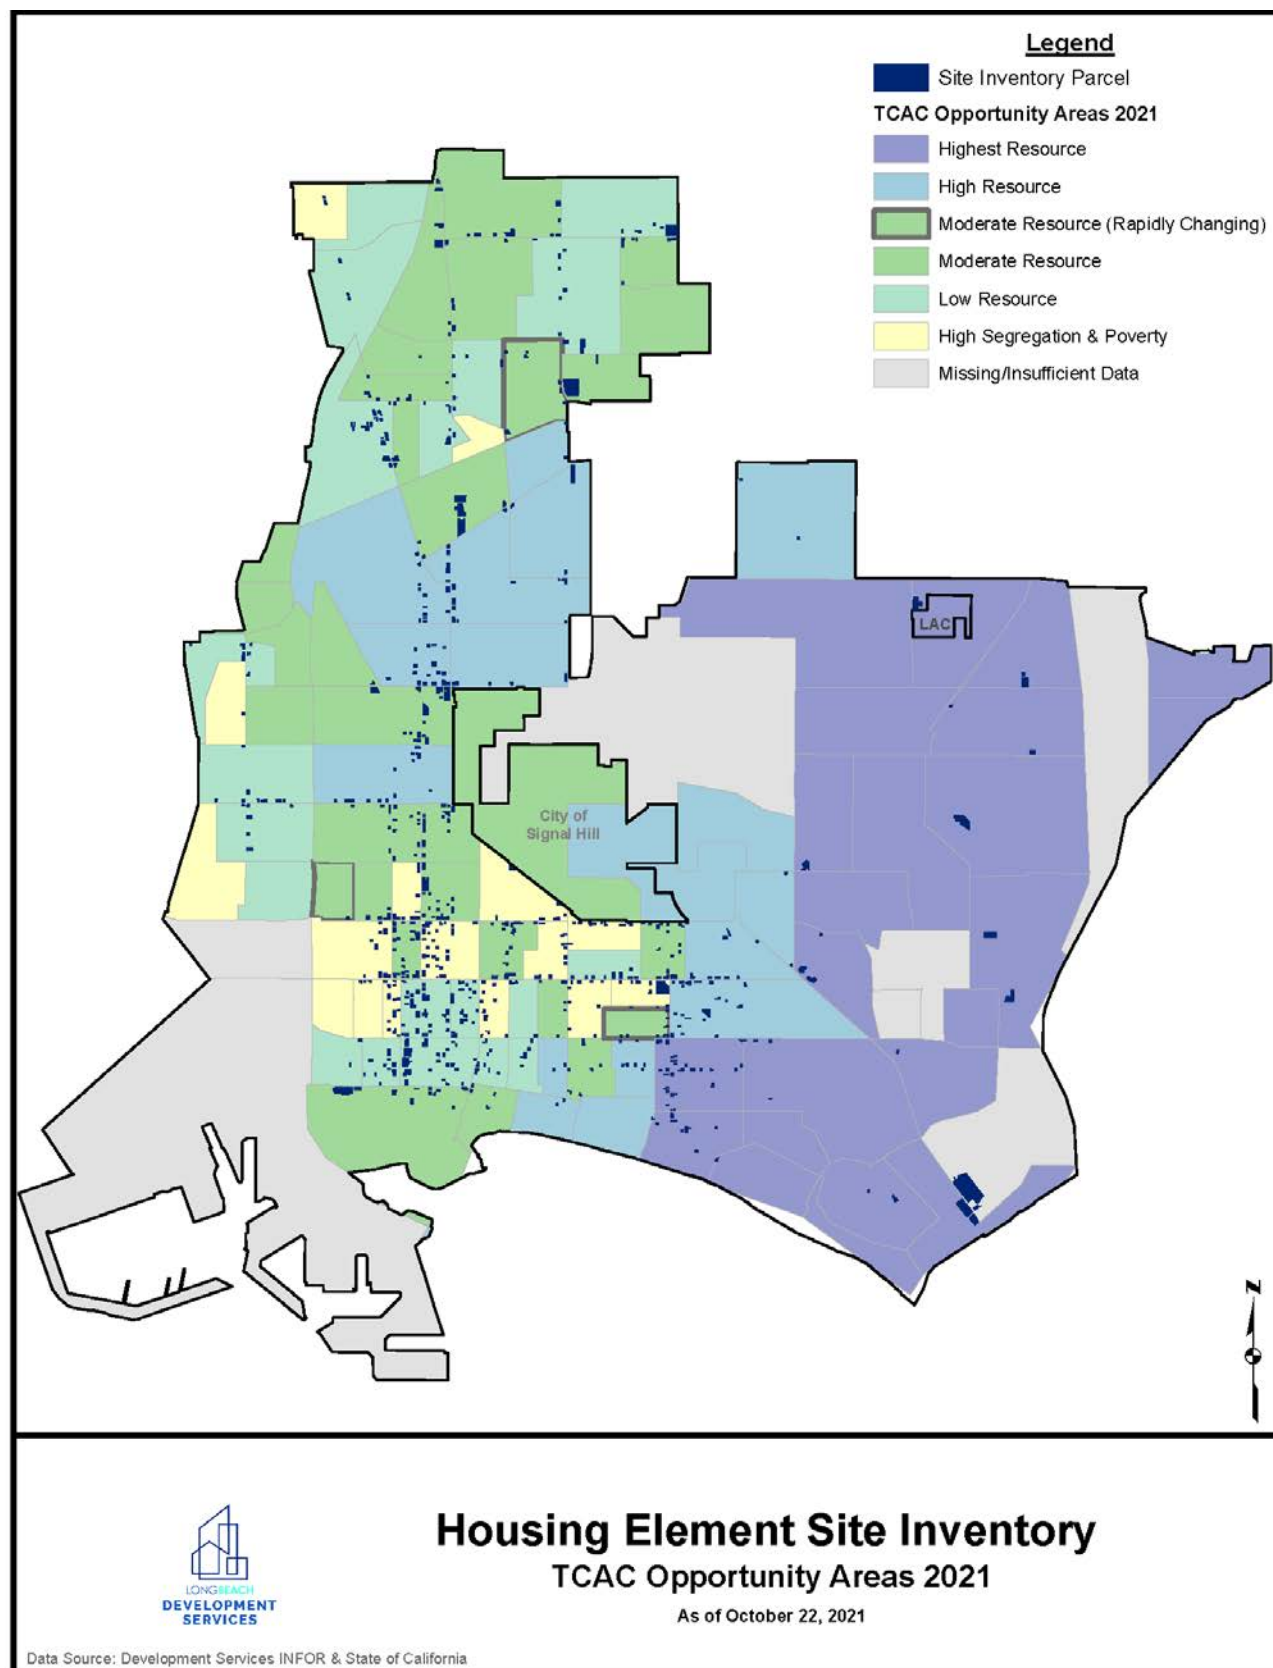 Legend
Site Inventory Parcel
TCAC Opportunity Areas 2021
Highest Resource
High Resource
Moderate Resource (Rapidly Changing)
Moderate Resource
Low Resource
High Segregation & Poverty
Missing/Insufficient Data
LAC
City of
Signal Hill
N
Housing Element Site Inventory
TCAC Opportunity Areas 2021
As of October 22, 2021
LONGBEACH
DEVELOPMENT
SERVICES
Data Source: Development Services INFOR & State of California